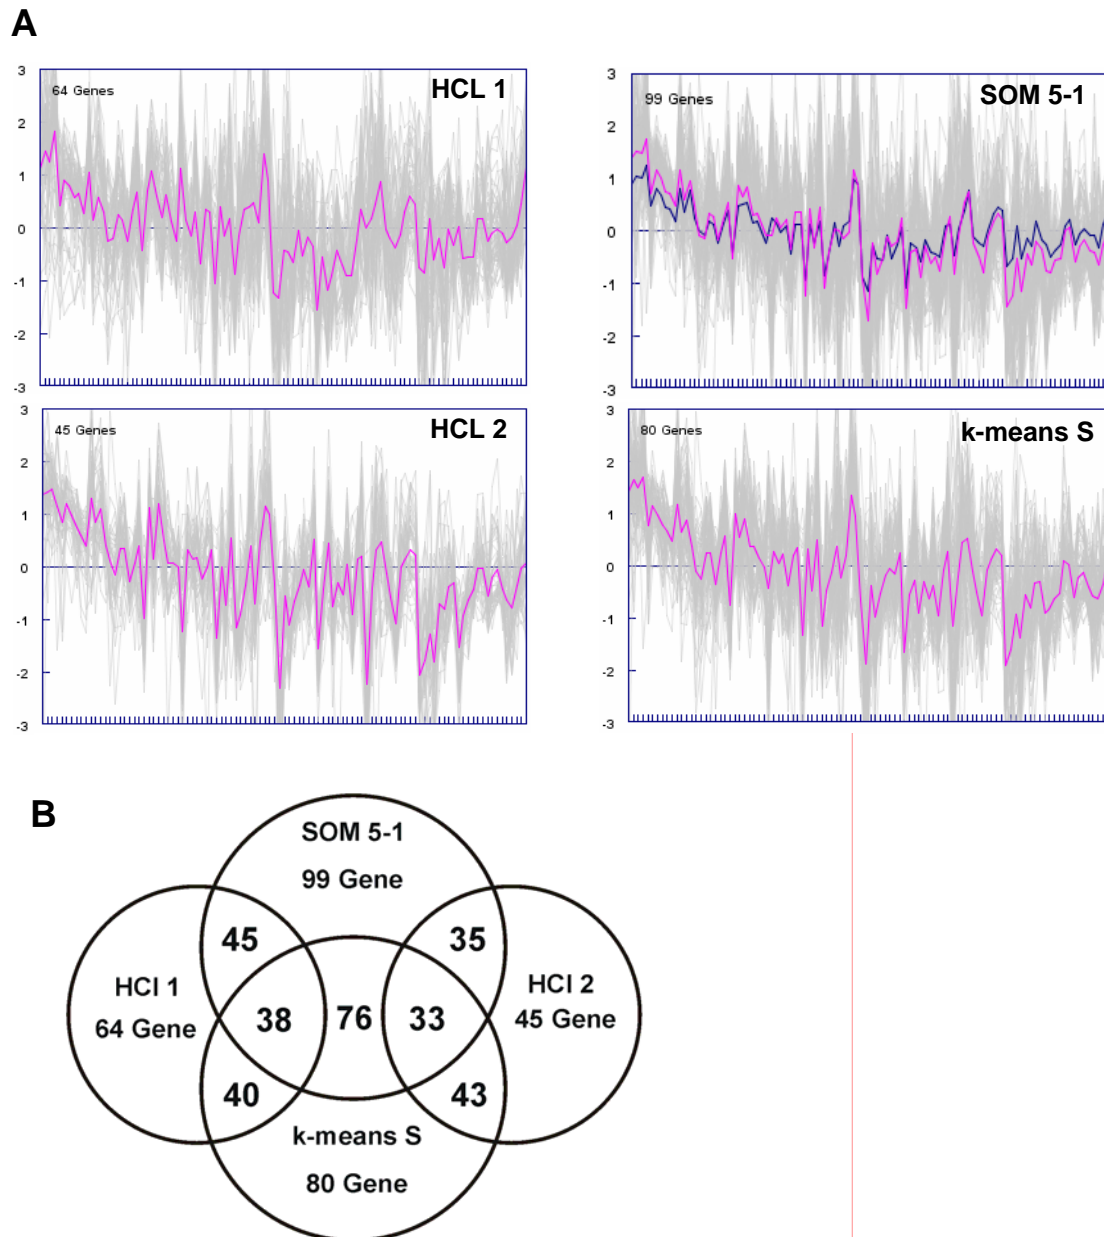 A
3
2
1
0
-1
-2
-3
64 Genes
HCL 1
3
2
1
0
-1
-2
-3
99 Genes
SOM 5-1
3
2
1
0
-1
-2
-3
45 Genes
HCL 2
3
2
1
0
-1
-2
-3
80 Genes
k-means S
B
SOM 5-1
99 Gene
45
35
HCl 1
64 Gene
38
76
33
HCl 2
45 Gene
40
43
k-means S
80 Gene